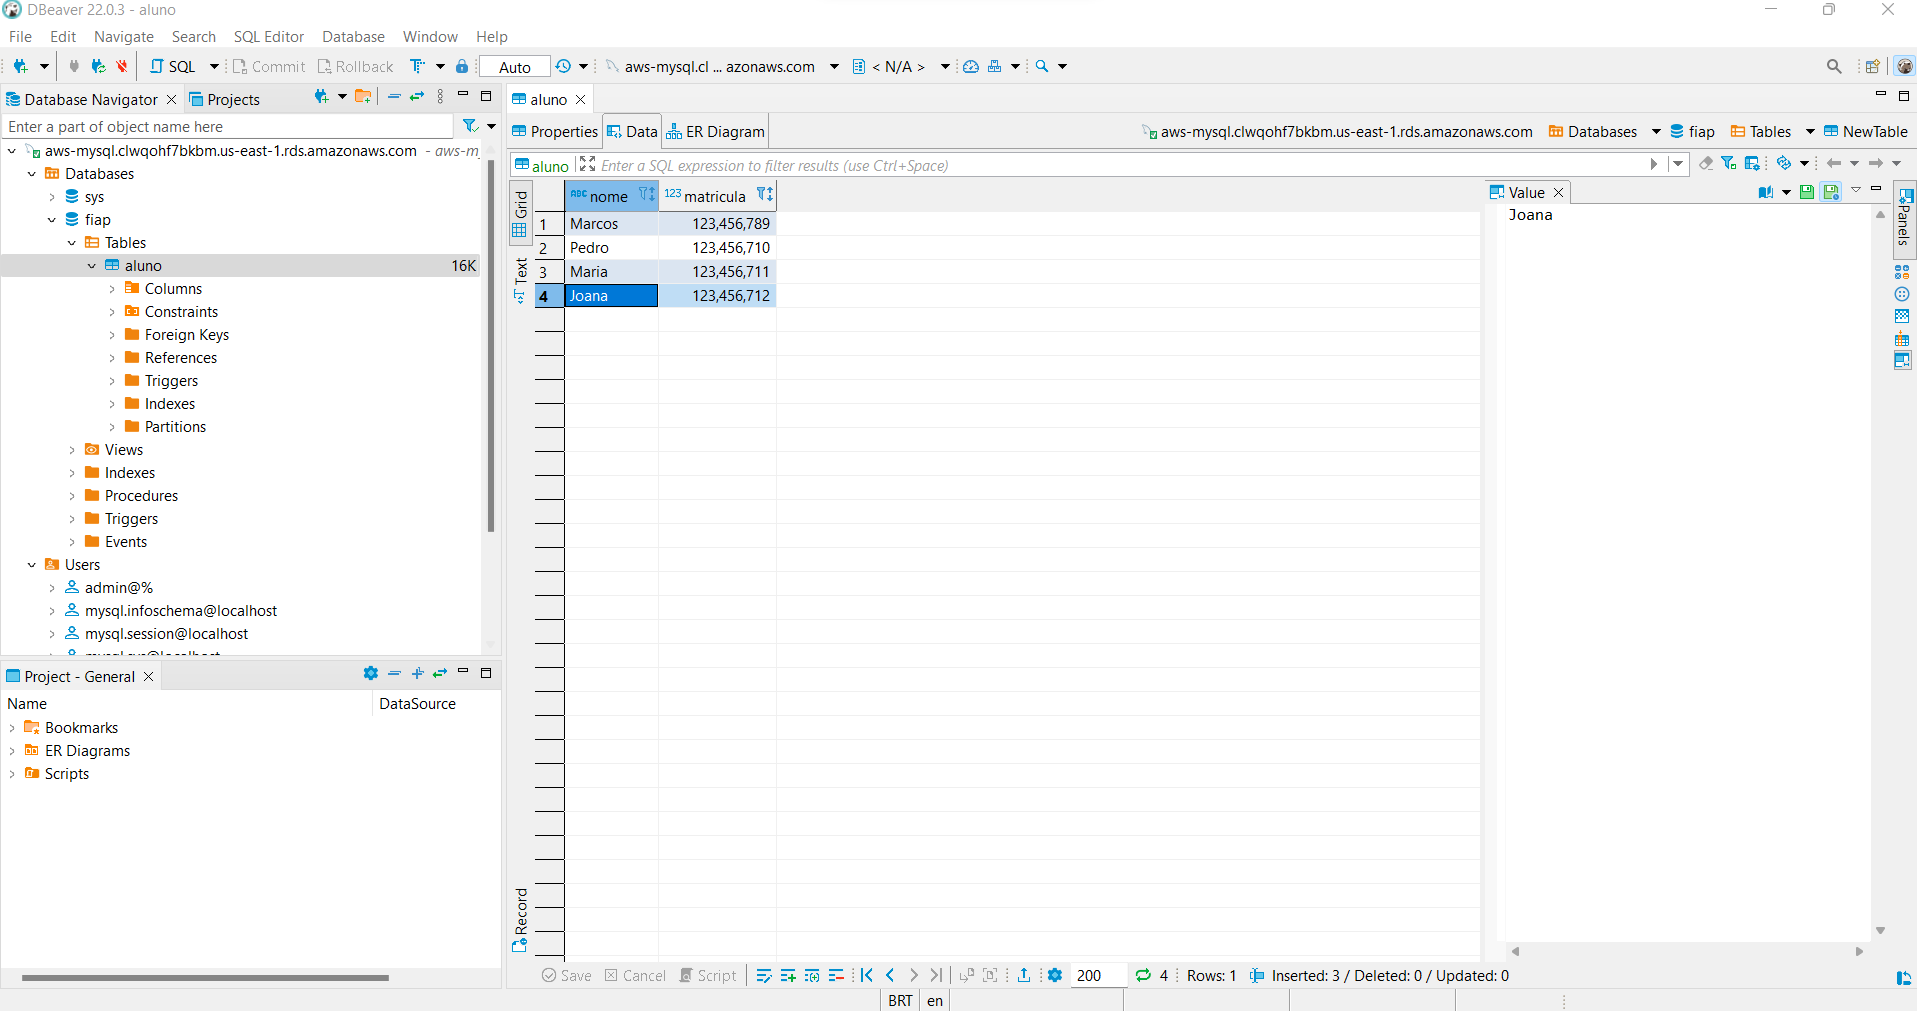 DBeaver 22.0.3 - aluno
File Edit Navigate Search SQL Editor Database Window Help
SQL Commit Rollback Auto aws-mysql.cl ... azonaws.com < N/A >
Database Navigator Projects
Enter a part of object name here
aws-mysql.clwqohf7bkbm.us-east-1.rds.amazonaws.com - aws-m
Databases
sys
fiap
Tables
aluno 16K
Columns
Constraints
Foreign Keys
References
Triggers
Indexes
Partitions
Views
Indexes
Procedures
Triggers
Events
Users
admin@%
mysql.infoschema@localhost
mysql.session@localhost
Project - General
Name DataSource
Bookmarks
ER Diagrams
Scripts
aluno
Properties Data ER Diagram aws-mysql.clwqohf7bkbm.us-east-1.rds.amazonaws.com Databases fiap Tables NewTable
aluno Enter a SQL expression to filter results (use Ctrl+Space)
Grid
Text
Record
ABC nome 123 matricula
1 Marcos 123,456,789
2 Pedro 123,456,710
3 Maria 123,456,711
4 Joana 123,456,712
Value
Joana
Panels
Save Cancel Script 200 4 Rows: 1 Inserted: 3 / Deleted: 0 / Updated: 0
BRT en